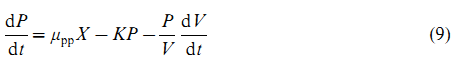 dP/dt = μ_pp X − KP − P/V dV/dt (9)